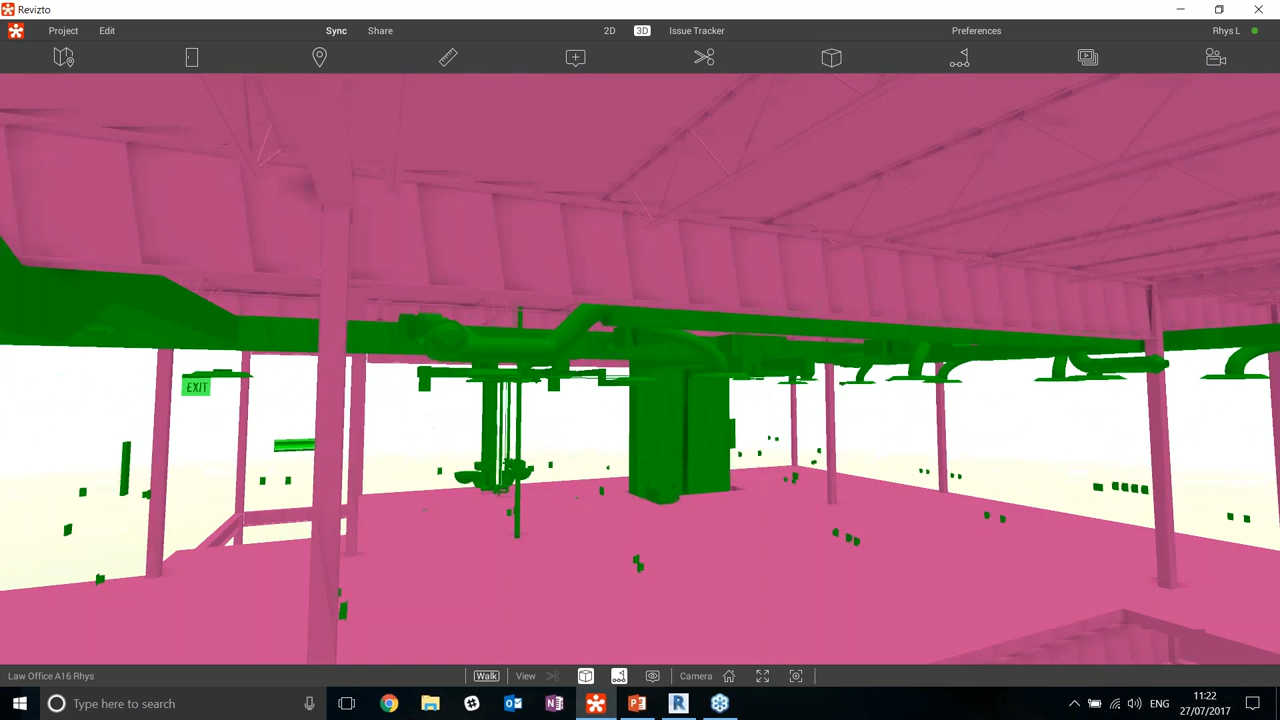 Revizto
Project Edit Sync Share 2D 3D Issue Tracker Preferences Rhys L
EXIT
Law Office A16 Rhys Walk View Camera
Type here to search ENG 11:22
27/07/2017